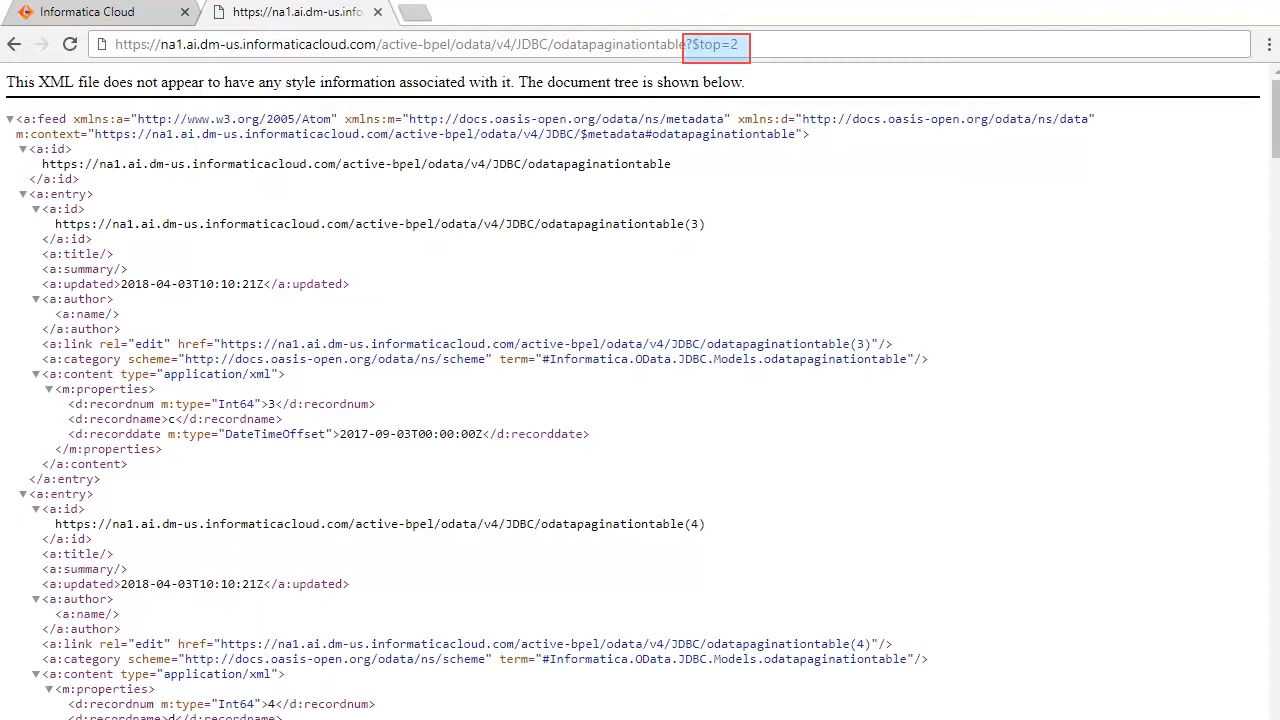 Informatica Cloud
https://na1.ai.dm-us.info
https://na1.ai.dm-us.informaticacloud.com/active-bpel/odata/v4/JDBC/odatapaginationtable?$top=2
This XML file does not appear to have any style information associated with it. The document tree is shown below.
<a:feed xmlns:a="http://www.w3.org/2005/Atom" xmlns:m="http://docs.oasis-open.org/odata/ns/metadata" xmlns:d="http://docs.oasis-open.org/odata/ns/data"
m:context="https://na1.ai.dm-us.informaticacloud.com/active-bpel/odata/v4/JDBC/$metadata#odatapaginationtable">
<a:id>
https://na1.ai.dm-us.informaticacloud.com/active-bpel/odata/v4/JDBC/odatapaginationtable
</a:id>
<a:entry>
<a:id>
https://na1.ai.dm-us.informaticacloud.com/active-bpel/odata/v4/JDBC/odatapaginationtable(3)
</a:id>
<a:title/>
<a:summary/>
<a:updated>2018-04-03T10:10:21Z</a:updated>
<a:author>
<a:name/>
</a:author>
<a:link rel="edit" href="https://na1.ai.dm-us.informaticacloud.com/active-bpel/odata/v4/JDBC/odatapaginationtable(3)"/>
<a:category scheme="http://docs.oasis-open.org/odata/ns/scheme" term="#Informatica.OData.JDBC.Models.odatapaginationtable"/>
<a:content type="application/xml">
<m:properties>
<d:recordnum m:type="Int64">3</d:recordnum>
<d:recordname>c</d:recordname>
<d:recorddate m:type="DateTimeOffset">2017-09-03T00:00:00Z</d:recorddate>
</m:properties>
</a:content>
</a:entry>
<a:entry>
<a:id>
https://na1.ai.dm-us.informaticacloud.com/active-bpel/odata/v4/JDBC/odatapaginationtable(4)
</a:id>
<a:title/>
<a:summary/>
<a:updated>2018-04-03T10:10:21Z</a:updated>
<a:author>
<a:name/>
</a:author>
<a:link rel="edit" href="https://na1.ai.dm-us.informaticacloud.com/active-bpel/odata/v4/JDBC/odatapaginationtable(4)"/>
<a:category scheme="http://docs.oasis-open.org/odata/ns/scheme" term="#Informatica.OData.JDBC.Models.odatapaginationtable"/>
<a:content type="application/xml">
<m:properties>
<d:recordnum m:type="Int64">4</d:recordnum>
<d:recordname>d</d:recordname>